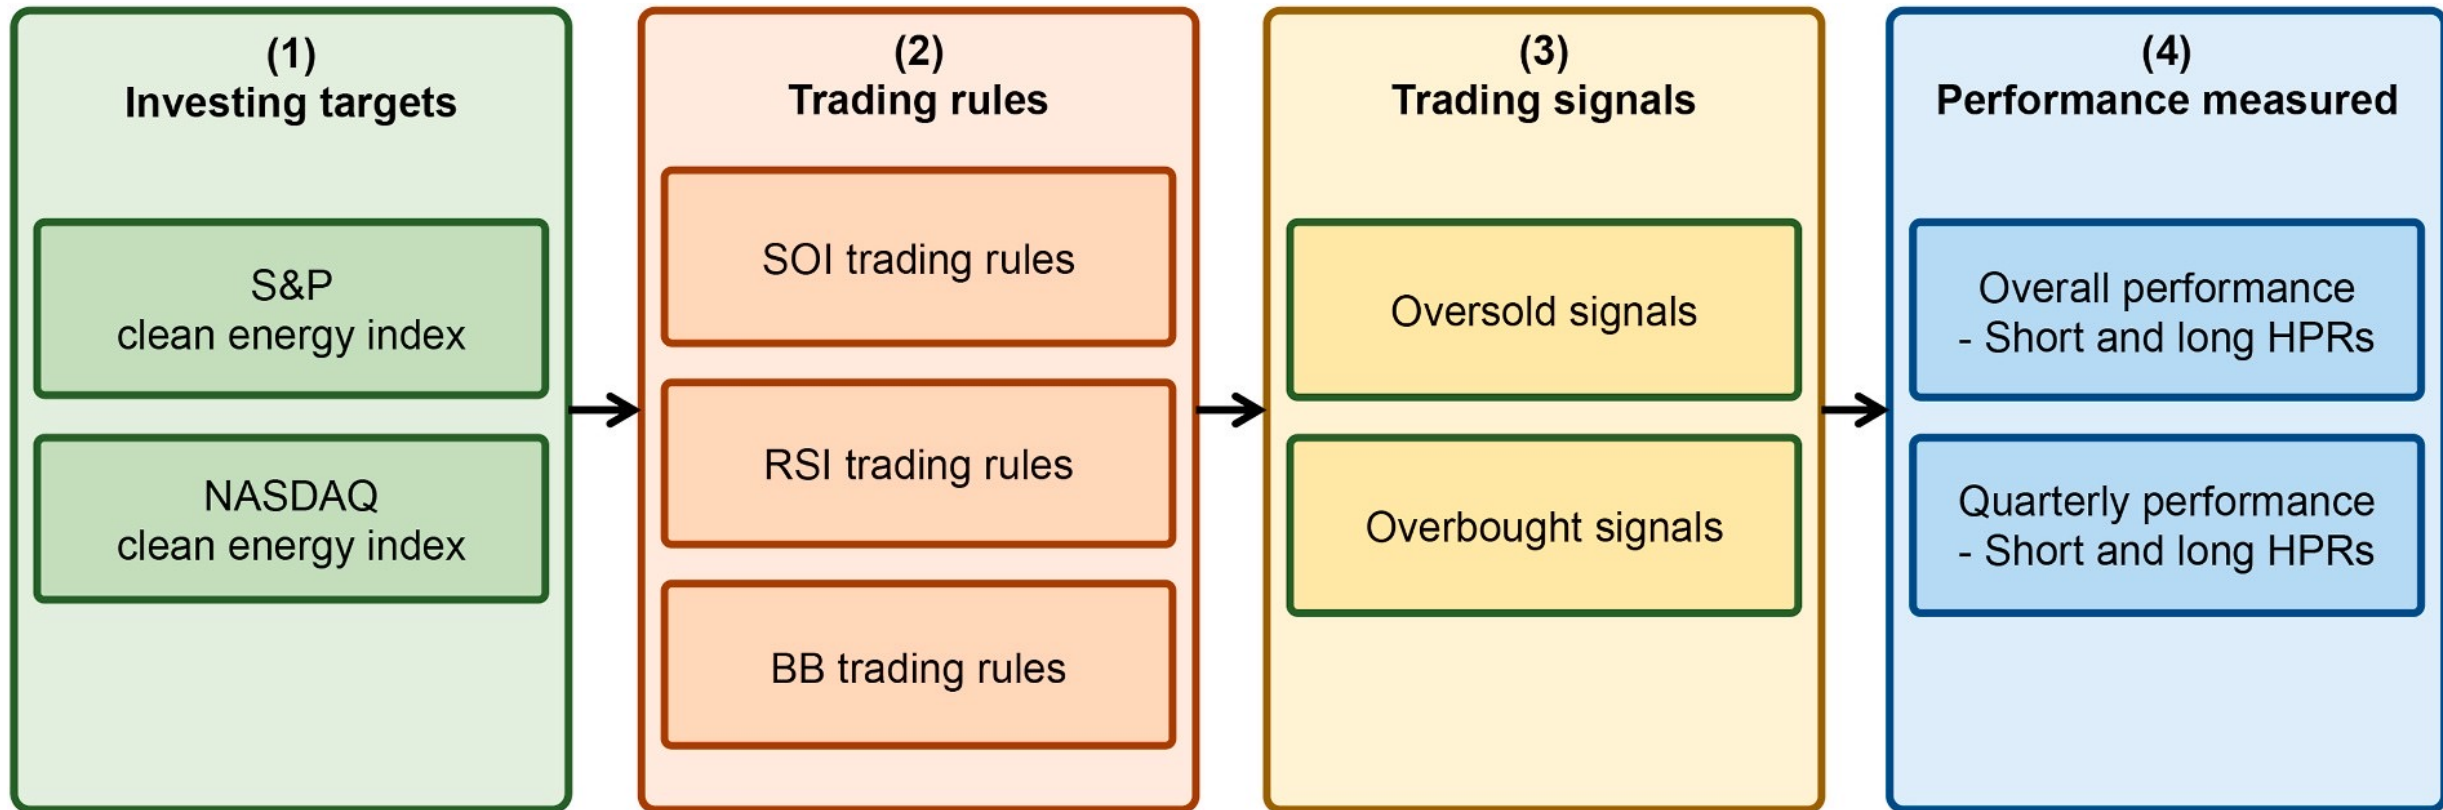 (1)
Investing targets
S&P
clean energy index
NASDAQ
clean energy index
(2)
Trading rules
SOI trading rules
RSI trading rules
BB trading rules
(3)
Trading signals
Oversold signals
Overbought signals
(4)
Performance measured
Overall performance
- Short and long HPRs
Quarterly performance
- Short and long HPRs